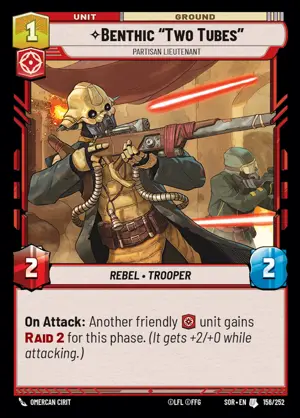 UNIT
GROUND
1
✧BENTHIC “TWO TUBES”
PARTISAN LIEUTENANT
2
2
REBEL • TROOPER
On Attack: Another friendly unit gains
RAID 2 for this phase. (It gets +2/+0 while
attacking.)
OMERCAN CIRIT
©LFL ©FFG
SOR • EN
156/252